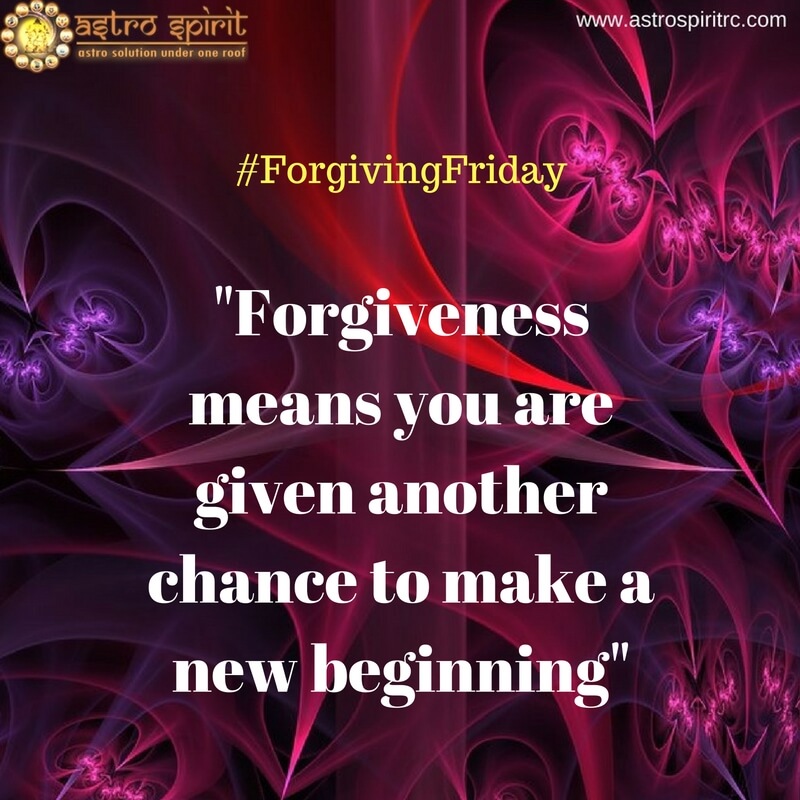 astro spirit
astro solution under one roof
www.astrospiritrc.com
#ForgivingFriday
"Forgiveness
means you are
given another
chance to make a
new beginning"